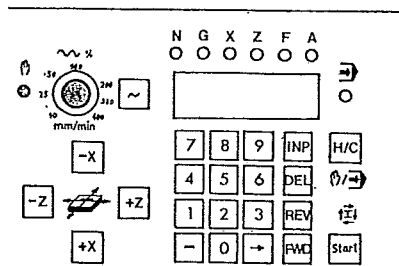 N G X Z F A
%
mm/min
~
7 8 9 INP H/C
-X
4 5 6 DEL
-Z +Z
1 2 3 REV
+X
- 0 → FWD Start